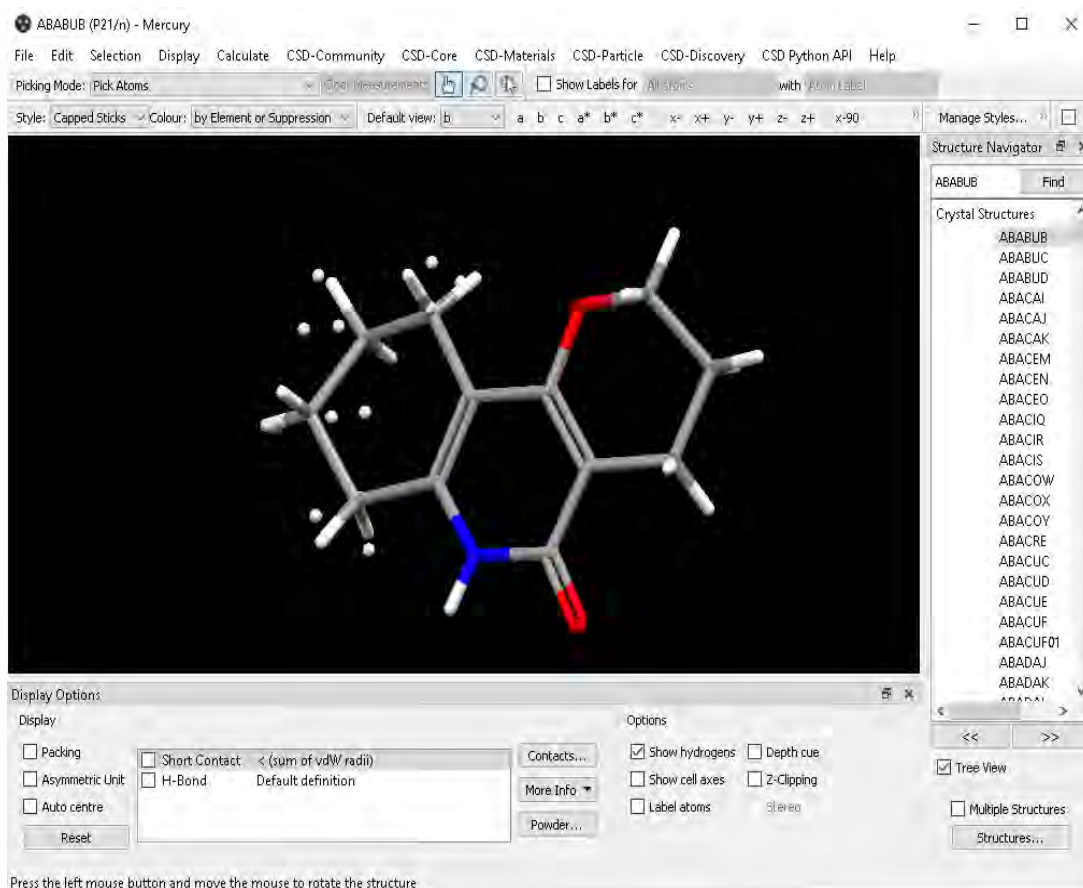 ABABUB (P21/n) - Mercury
File Edit Selection Display Calculate CSD-Community CSD-Core CSD-Materials CSD-Particle CSD-Discovery CSD Python API Help
Picking Mode: Pick Atoms Clear Measurements Show Labels for All atoms with Atom Label
Style: Capped Sticks Colour: by Element or Suppression Default view: b a b c a* b* c* x- x+ y- y+ z- z+ x-90 » Manage Styles... »
Structure Navigator
ABABUB Find
Crystal Structures
ABABUB
ABABUC
ABABUD
ABACAI
ABACAJ
ABACAK
ABACEM
ABACEN
ABACEO
ABACIQ
ABACIR
ABACIS
ABACOW
ABACOX
ABACOY
ABACRE
ABACUC
ABACUD
ABACUE
ABACUF
ABACUF01
ABADAJ
ABADAK
<< >>
Tree View
Multiple Structures
Structures...
Display Options
Display
Packing
Asymmetric Unit
Auto centre
Reset
Short Contact < (sum of vdW radii)
H-Bond Default definition
Contacts...
More Info
Powder...
Options
Show hydrogens Depth cue
Show cell axes Z-Clipping
Label atoms Stereo
Press the left mouse button and move the mouse to rotate the structure